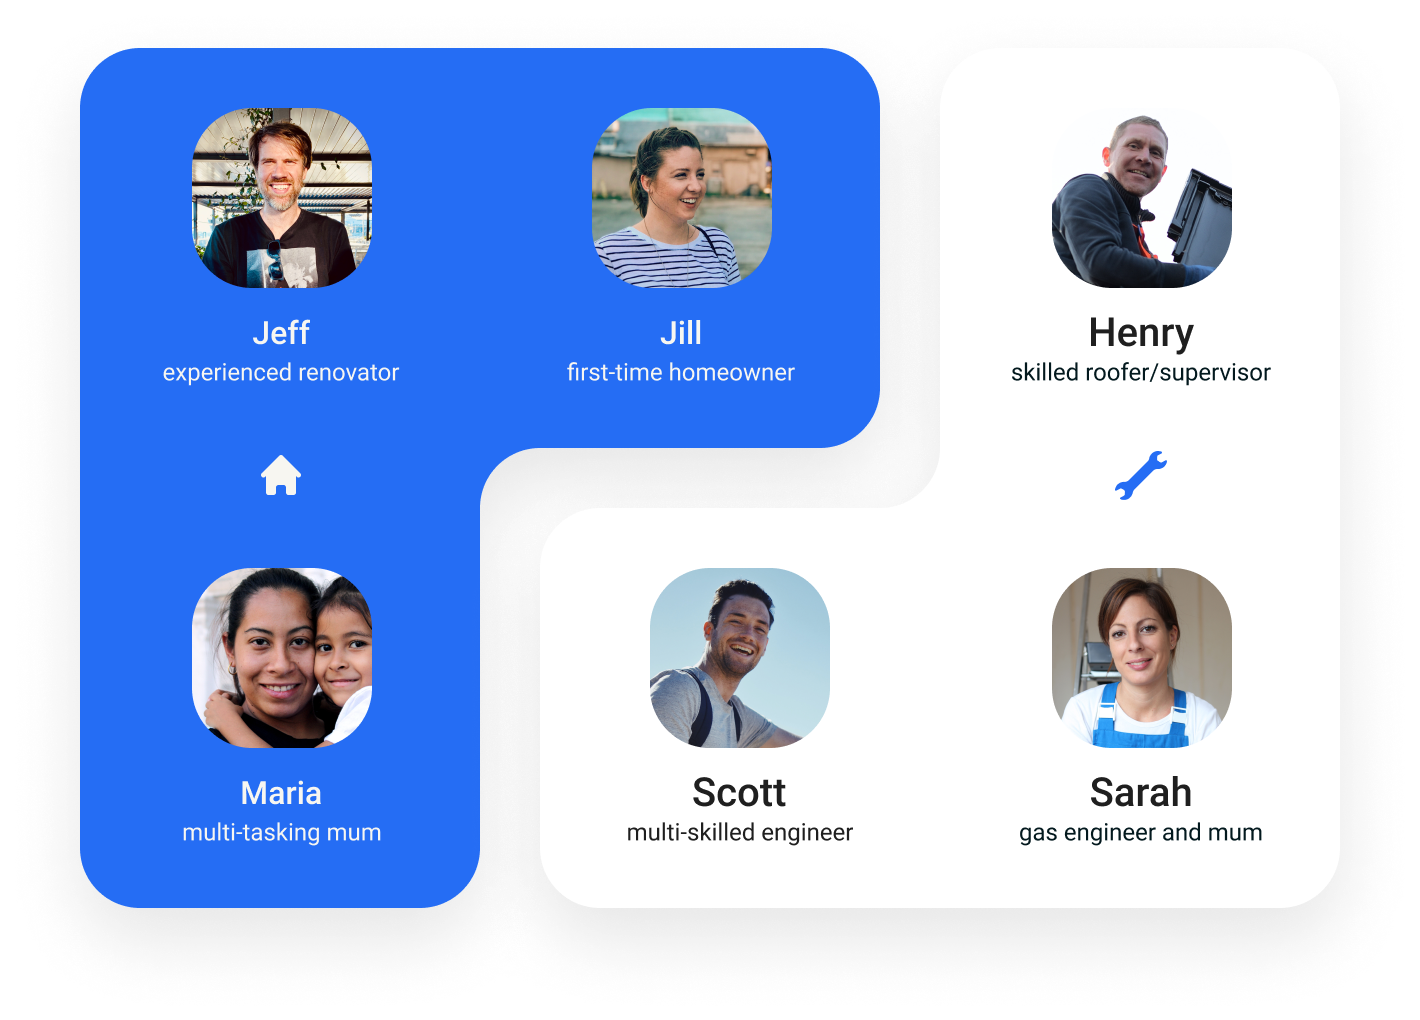 Jeff
experienced renovator
Jill
first-time homeowner
Henry
skilled roofer/supervisor
Maria
multi-tasking mum
Scott
multi-skilled engineer
Sarah
gas engineer and mum